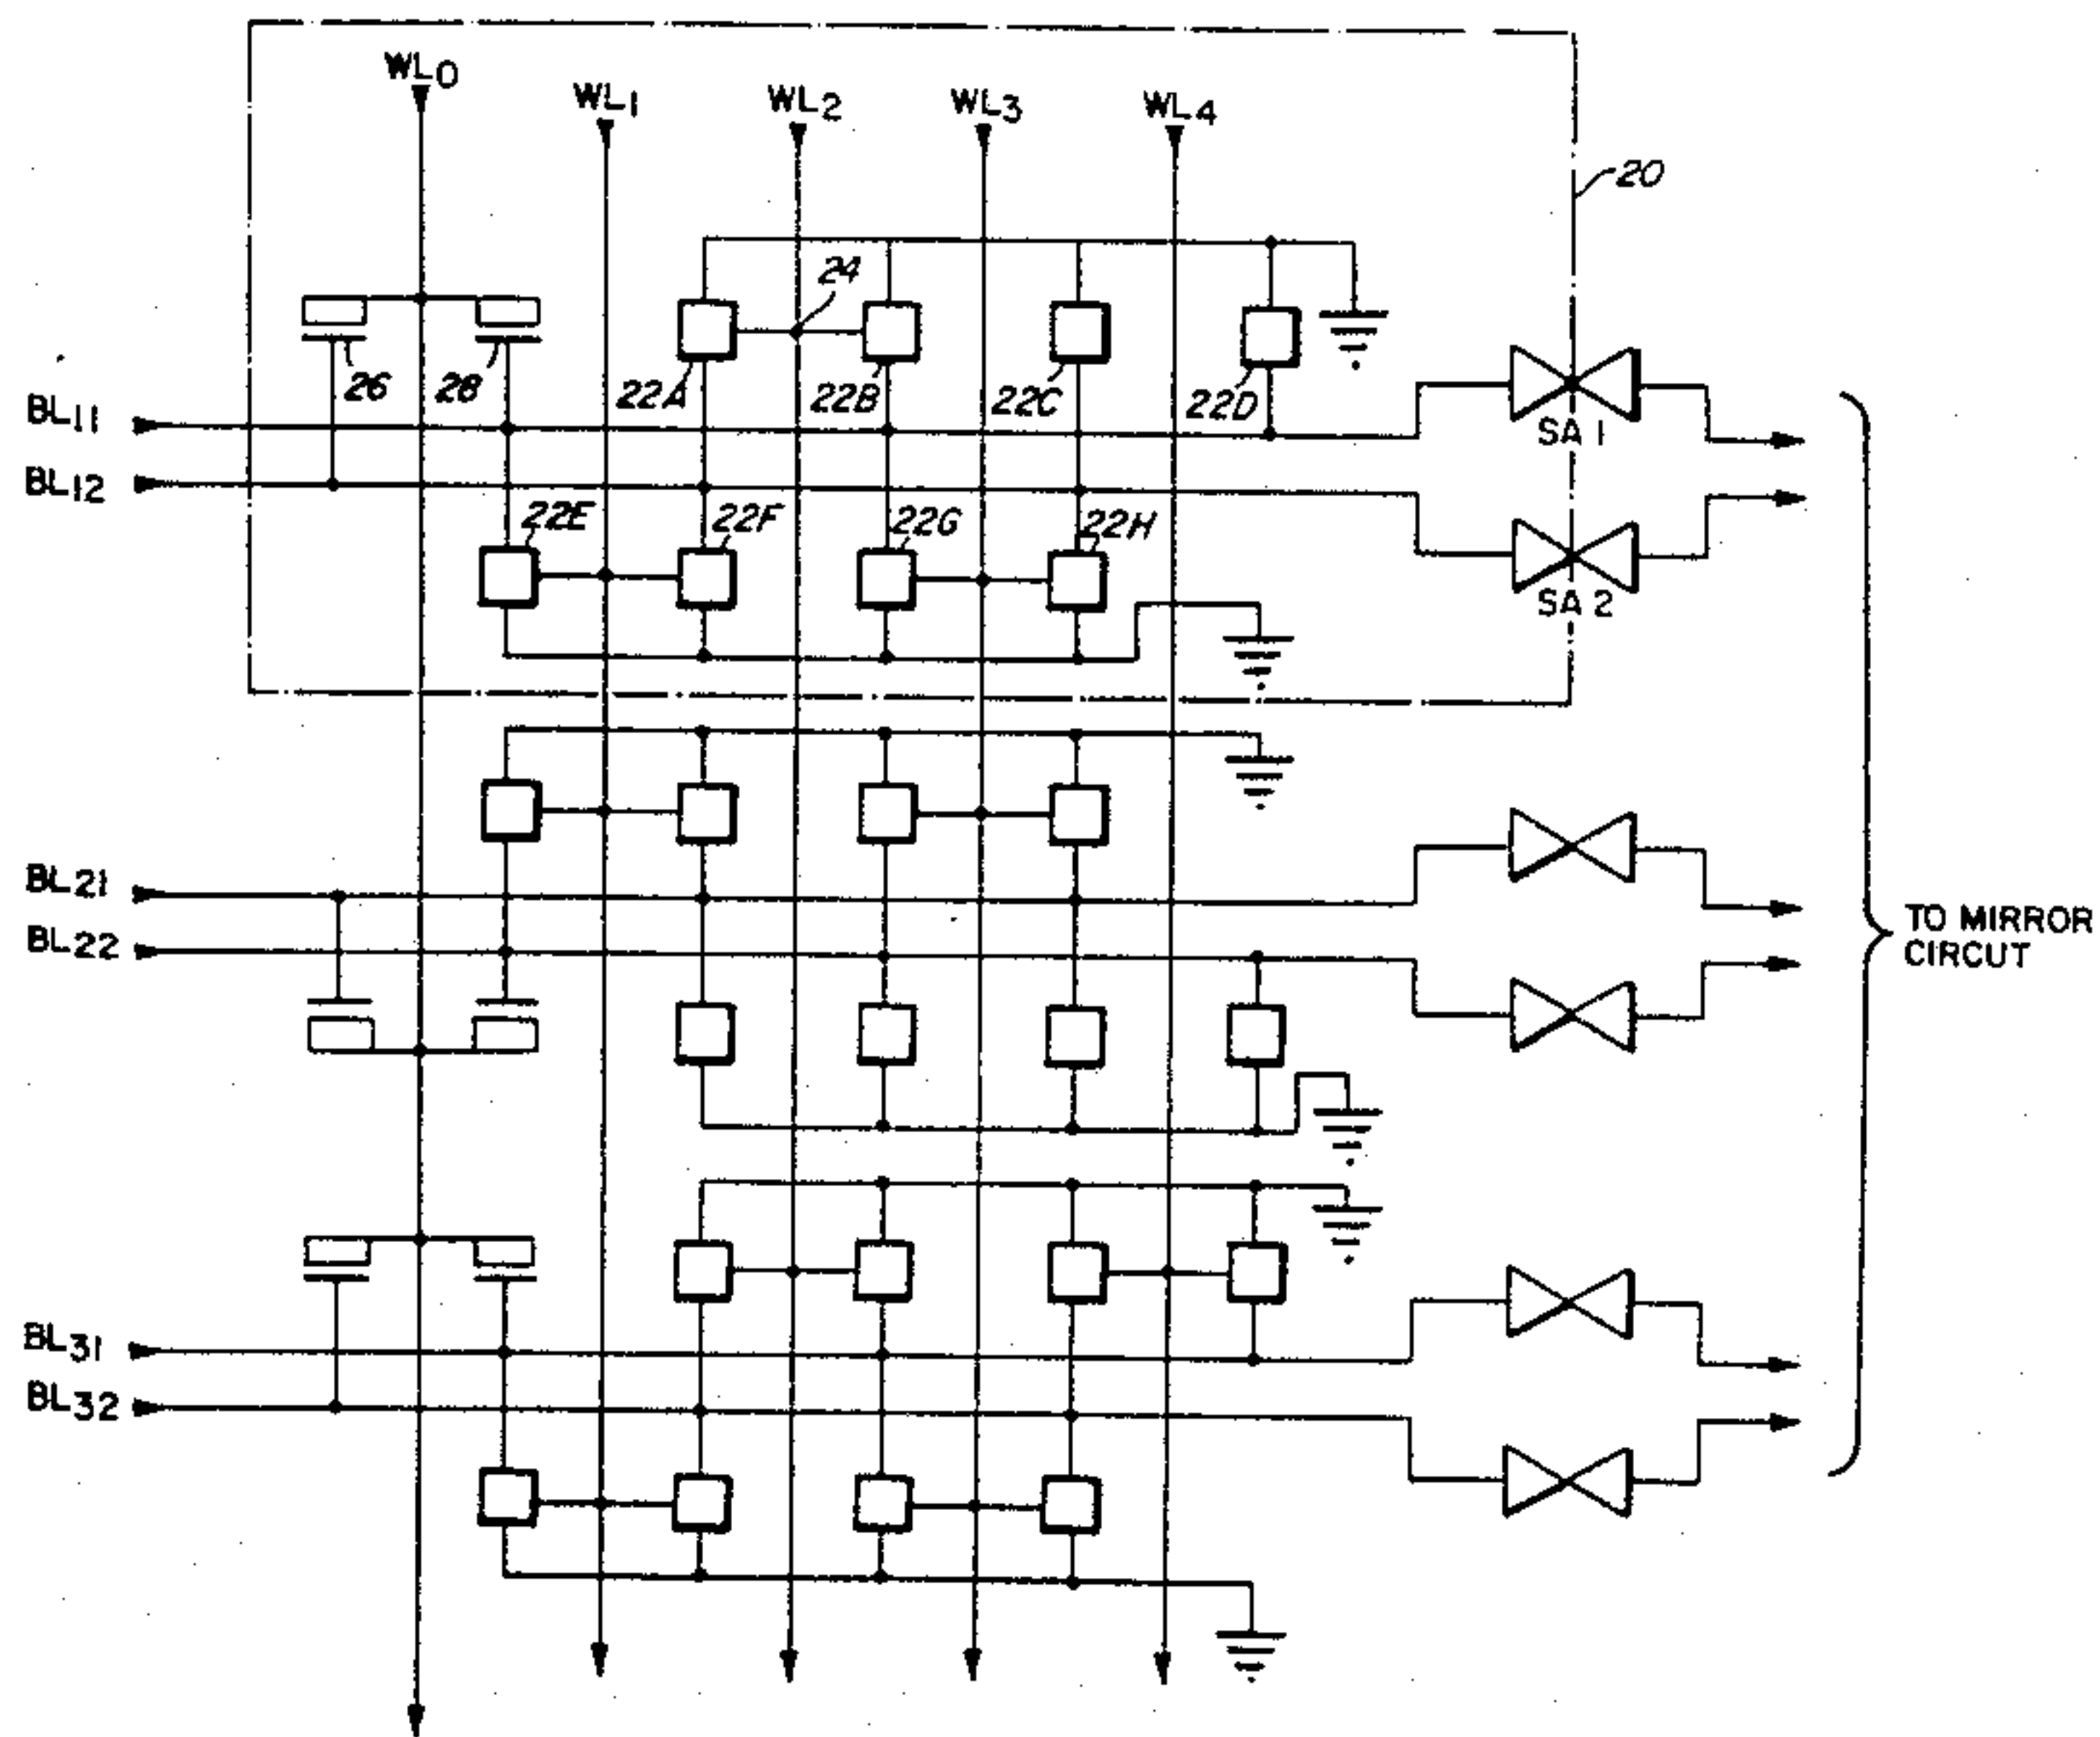 WL0
WL1
WL2
WL3
WL4
20
24
26
28
22A
22B
22C
22D
BL11
SA 1
BL12
22E
22F
22G
22H
SA 2
BL21
BL22
TO MIRROR
CIRCUT
BL31
BL32